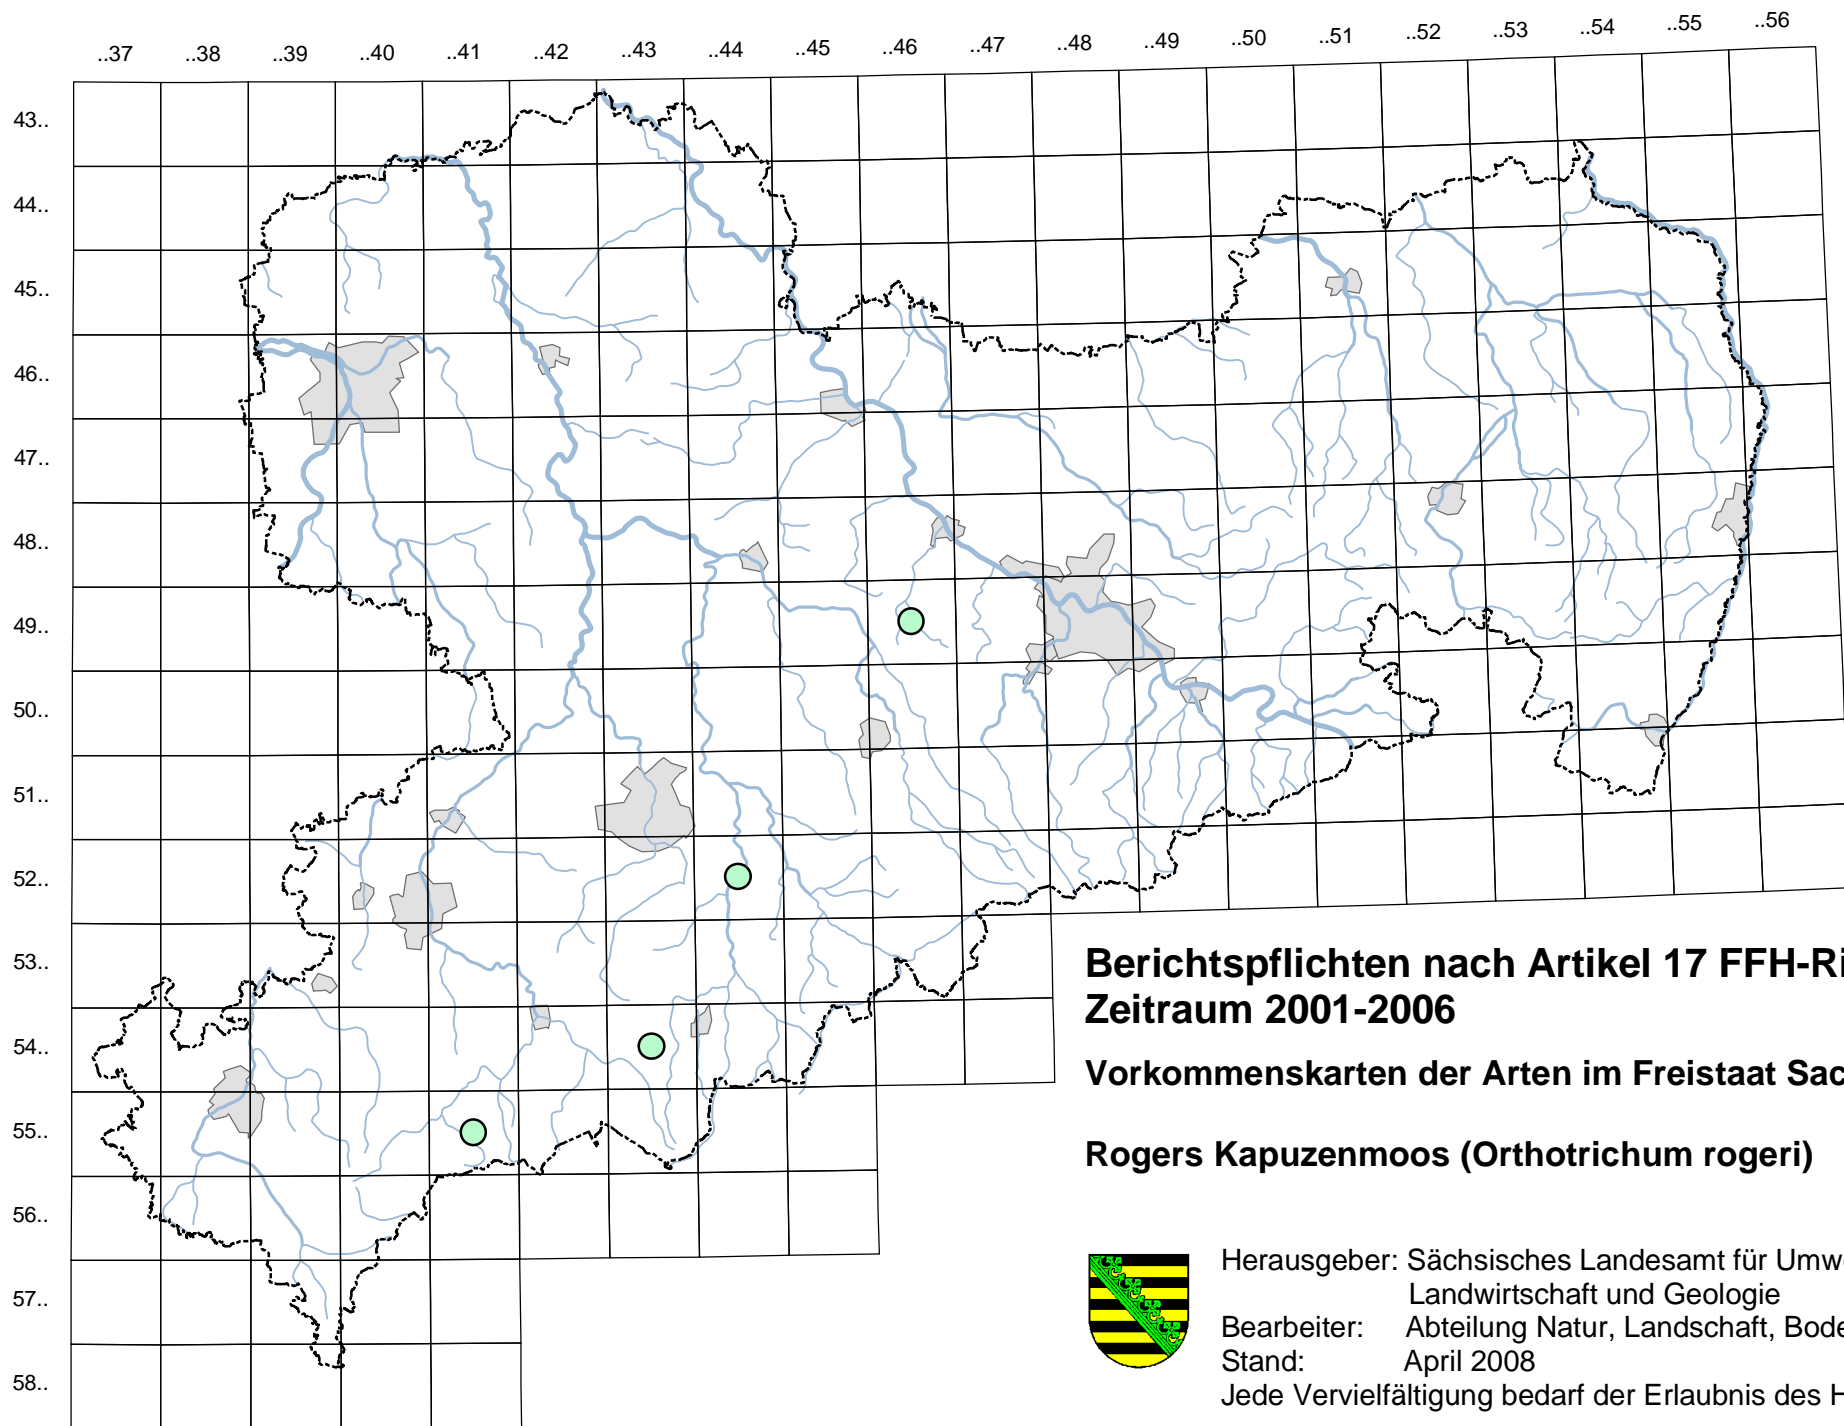 ..37 ..38 ..39 ..40 ..41 ..42 ..43 ..44 ..45 ..46 ..47 ..48 ..49 ..50 ..51 ..52 ..53 ..54 ..55 ..56
43..
44..
45..
46..
47..
48..
49..
50..
51..
52..
53..
54..
55..
56..
57..
58..
Berichtspflichten nach Artikel 17 FFH-Ri
Zeitraum 2001-2006
Vorkommenskarten der Arten im Freistaat Sac
Rogers Kapuzenmoos (Orthotrichum rogeri)
Herausgeber: Sächsisches Landesamt für Umwe
Landwirtschaft und Geologie
Bearbeiter: Abteilung Natur, Landschaft, Bode
Stand: April 2008
Jede Vervielfältigung bedarf der Erlaubnis des H